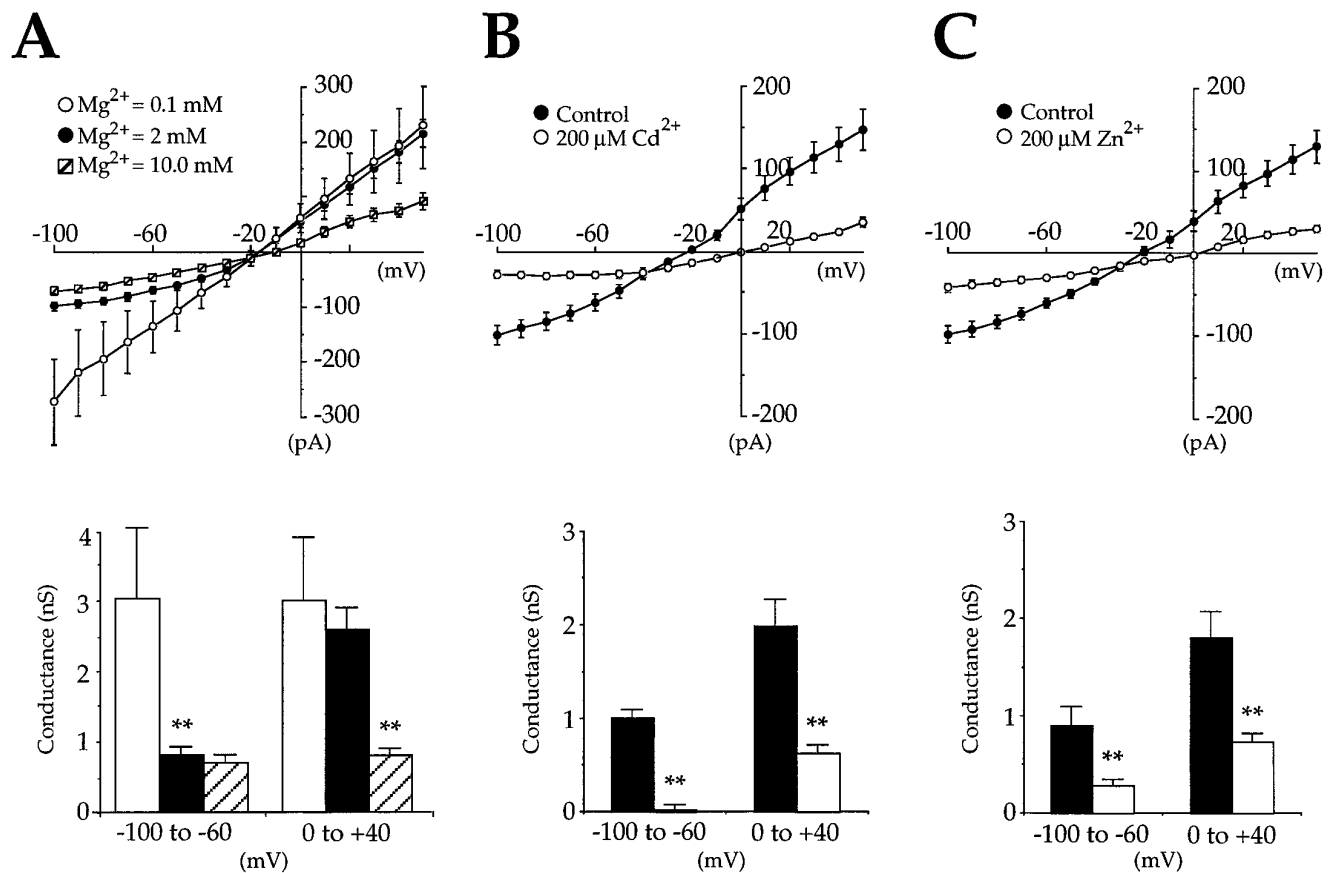 A
B
C
Mg2+ = 0.1 mM
Mg2+ = 2 mM
Mg2+ = 10.0 mM
300
200
-100
-60
-20
(mV)
-100
-200
-300
(pA)
Control
200 µM Cd2+
200
100
-100
-60
-20
20
(mV)
-100
-200
(pA)
Control
200 µM Zn2+
200
100
-100
-60
-20
20
(mV)
-100
-200
(pA)
Conductance (nS)
4
3
2
1
0
**
**
-100 to -60
0 to +40
(mV)
Conductance (nS)
3
2
1
0
**
**
-100 to -60
0 to +40
(mV)
Conductance (nS)
3
2
1
0
**
**
-100 to -60
0 to +40
(mV)